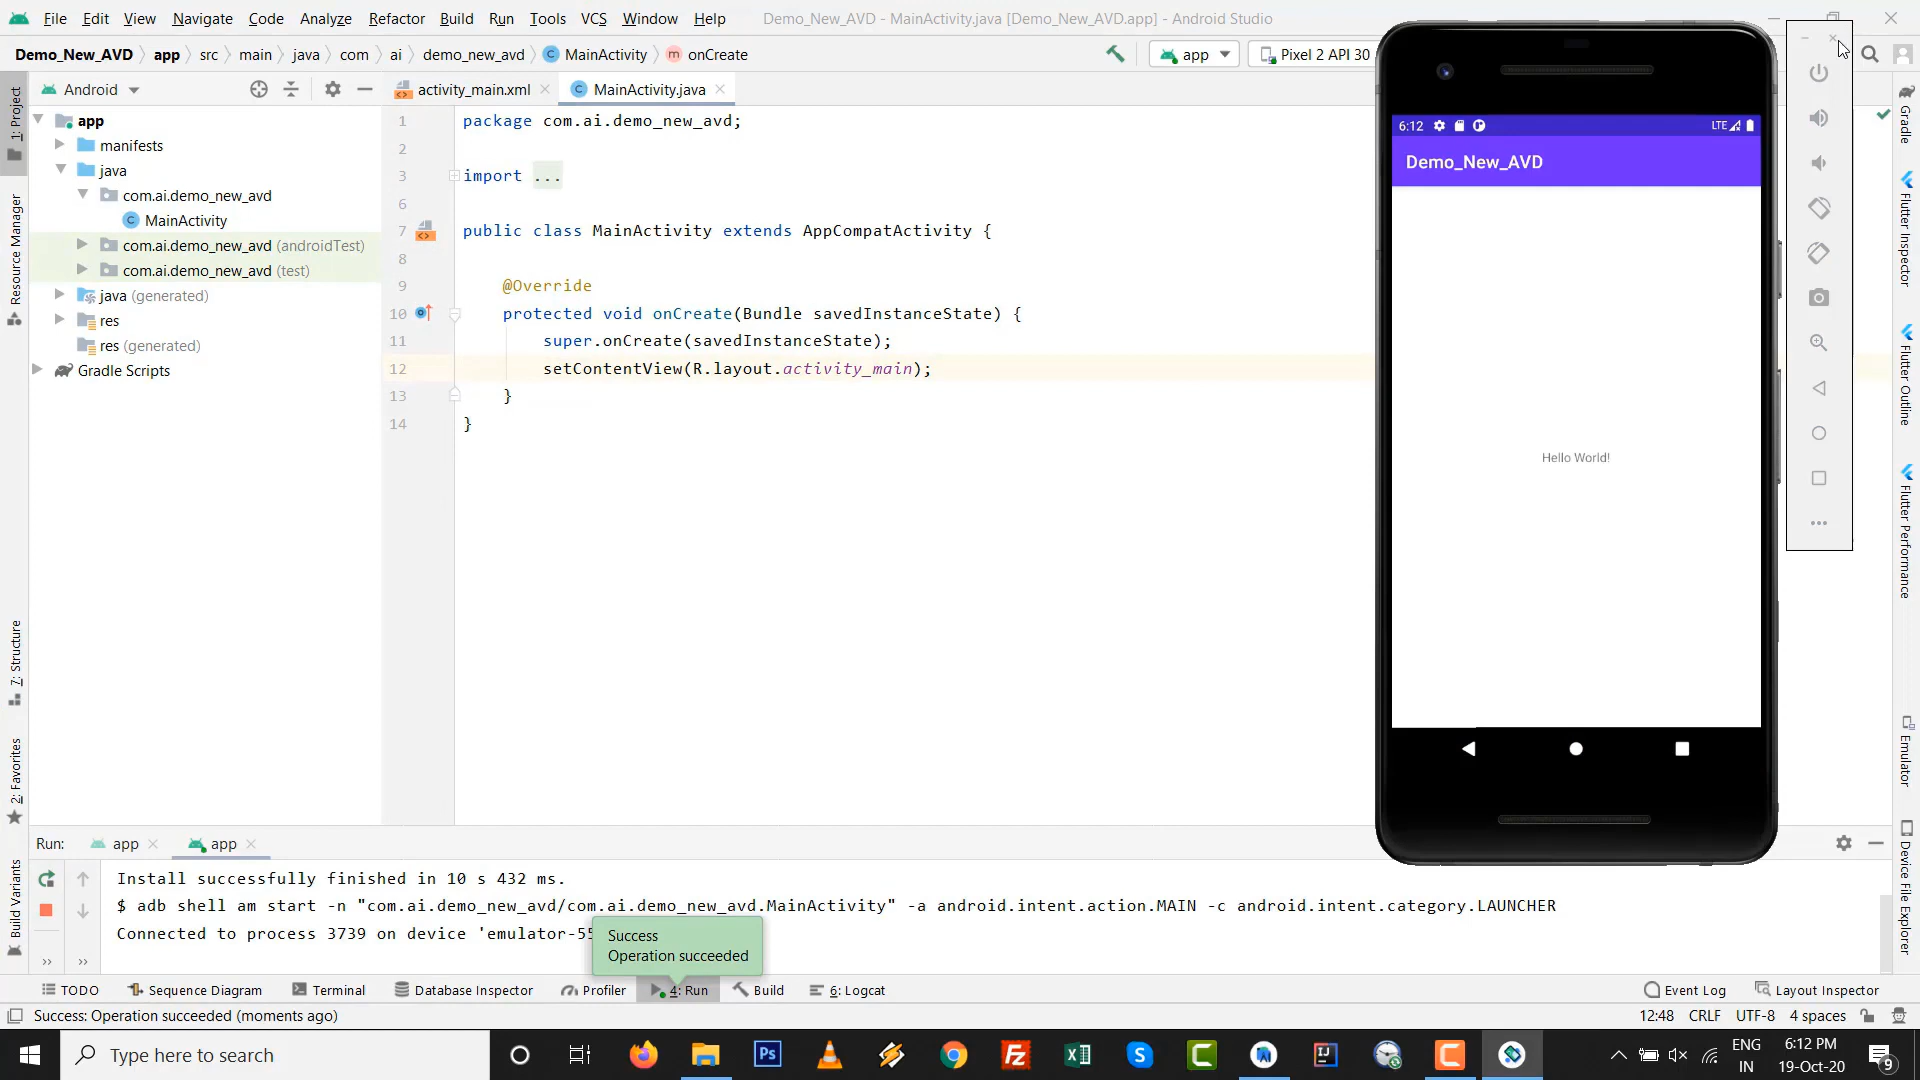 File Edit View Navigate Code Analyze Refactor Build Run Tools VCS Window Help Demo_New_AVD - MainActivity.java [Demo_New_AVD.app] - Android Studio
Demo_New_AVD app src main java com ai demo_new_avd MainActivity onCreate app Pixel 2 API 30
Android activity_main.xml MainActivity.java
app
manifests
java
com.ai.demo_new_avd
MainActivity
com.ai.demo_new_avd (androidTest)
com.ai.demo_new_avd (test)
java (generated)
res
res (generated)
Gradle Scripts
1: Project
Resource Manager
7: Structure
2: Favorites
Build Variants
1 package com.ai.demo_new_avd;
2
3 import ...
6
7 public class MainActivity extends AppCompatActivity {
8
9 @Override
10 protected void onCreate(Bundle savedInstanceState) {
11 super.onCreate(savedInstanceState);
12 setContentView(R.layout.activity_main);
13 }
14 }
6:12 LTE
Demo_New_AVD
Hello World!
Gradle
Flutter Inspector
Flutter Outline
Flutter Performance
Emulator
Device File Explorer
Run: app app
Install successfully finished in 10 s 432 ms.
$ adb shell am start -n "com.ai.demo_new_avd/com.ai.demo_new_avd.MainActivity" -a android.intent.action.MAIN -c android.intent.category.LAUNCHER
Connected to process 3739 on device 'emulator-55
Success
Operation succeeded
TODO Sequence Diagram Terminal Database Inspector Profiler 4: Run Build 6: Logcat Event Log Layout Inspector
Success: Operation succeeded (moments ago) 12:48 CRLF UTF-8 4 spaces
Type here to search
Ps
ENG
IN
6:12 PM
19-Oct-20
9